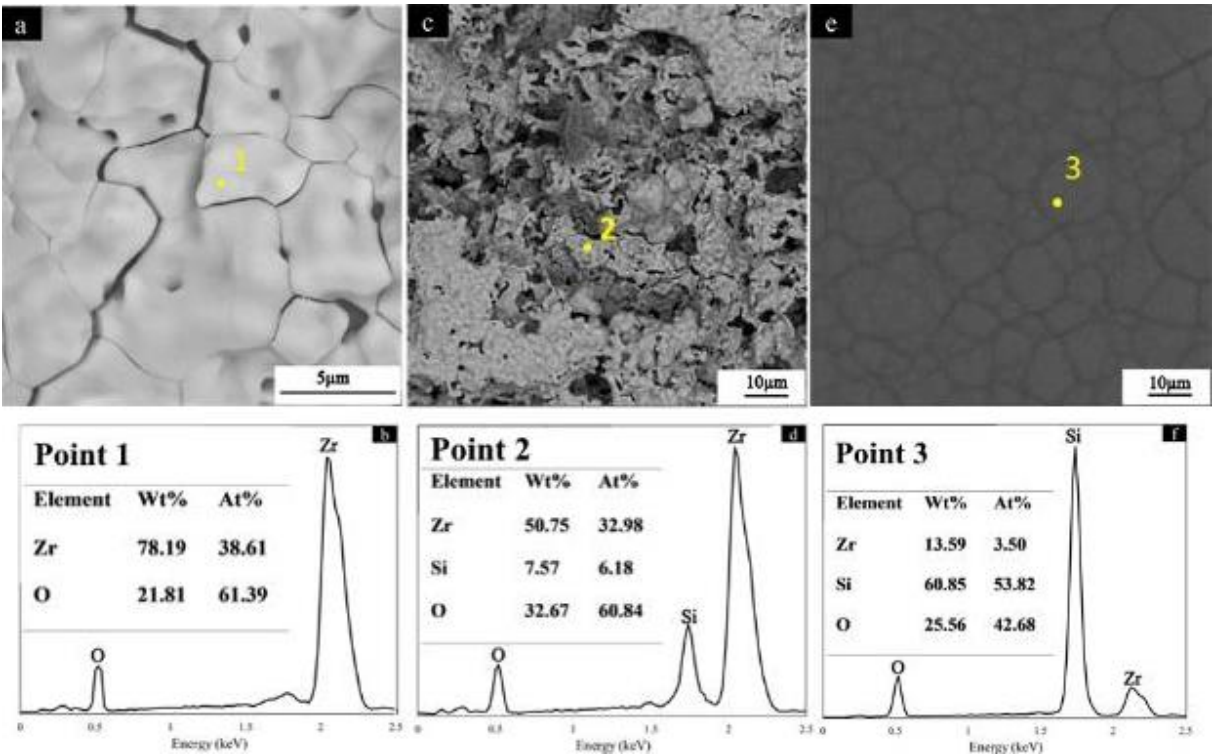 a
1
5μm
c
2
10μm
e
3
10μm
b
Point 1
Zr
Element Wt% At%
Zr 78.19 38.61
O 21.81 61.39
O
0 0.5 1 1.5 2 2.5
Energy (keV)
d
Point 2
Zr
Element Wt% At%
Zr 50.75 32.98
Si 7.57 6.18
O 32.67 60.84
Si
O
0 0.5 1 1.5 2 2.5
Energy (keV)
f
Point 3
Si
Element Wt% At%
Zr 13.59 3.50
Si 60.85 53.82
O 25.56 42.68
O
Zr
0 0.5 1 1.5 2 2.5
Energy (keV)